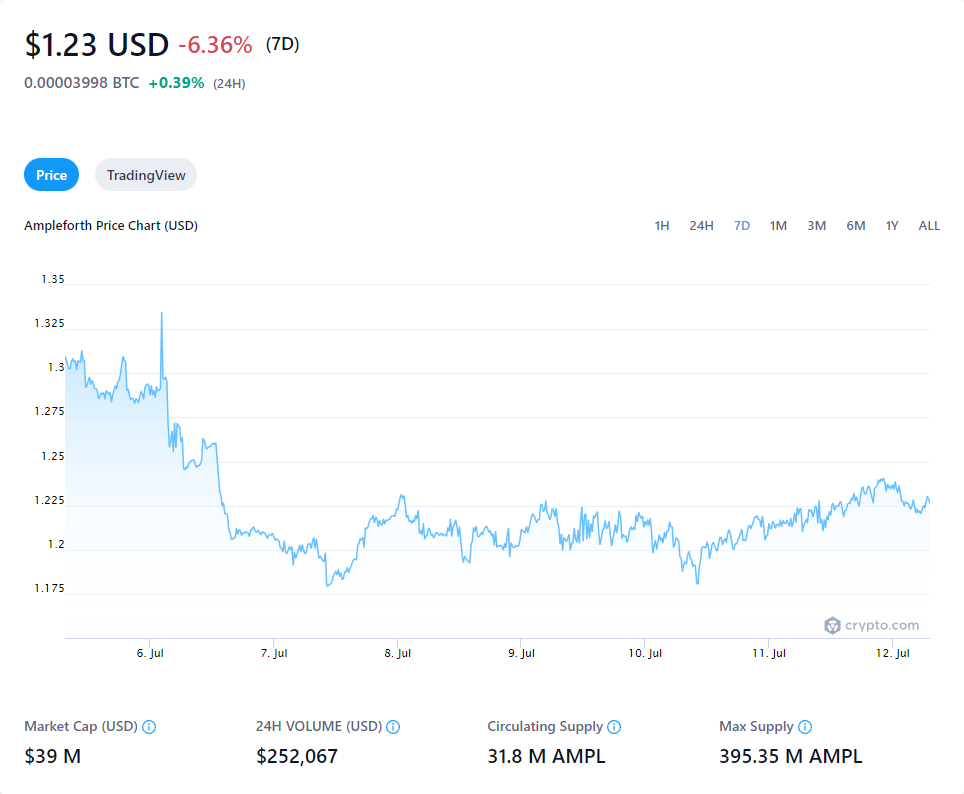 $1.23 USD -6.36% (7D)
0.00003998 BTC +0.39% (24H)
Price TradingView
Ampleforth Price Chart (USD) 1H 24H 7D 1M 3M 6M 1Y ALL
1.35
1.325
1.3
1.275
1.25
1.225
1.2
1.175
crypto.com
6. Jul 7. Jul 8. Jul 9. Jul 10. Jul 11. Jul 12. Jul
Market Cap (USD) 24H VOLUME (USD) Circulating Supply Max Supply
$39 M $252,067 31.8 M AMPL 395.35 M AMPL